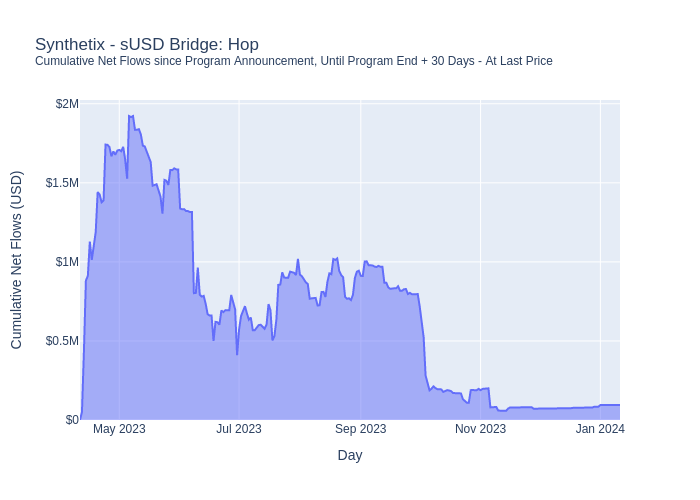 Synthetix - sUSD Bridge: Hop
Cumulative Net Flows since Program Announcement, Until Program End + 30 Days - At Last Price
Cumulative Net Flows (USD)
$2M
$1.5M
$1M
$0.5M
$0
May 2023
Jul 2023
Sep 2023
Nov 2023
Jan 2024
Day